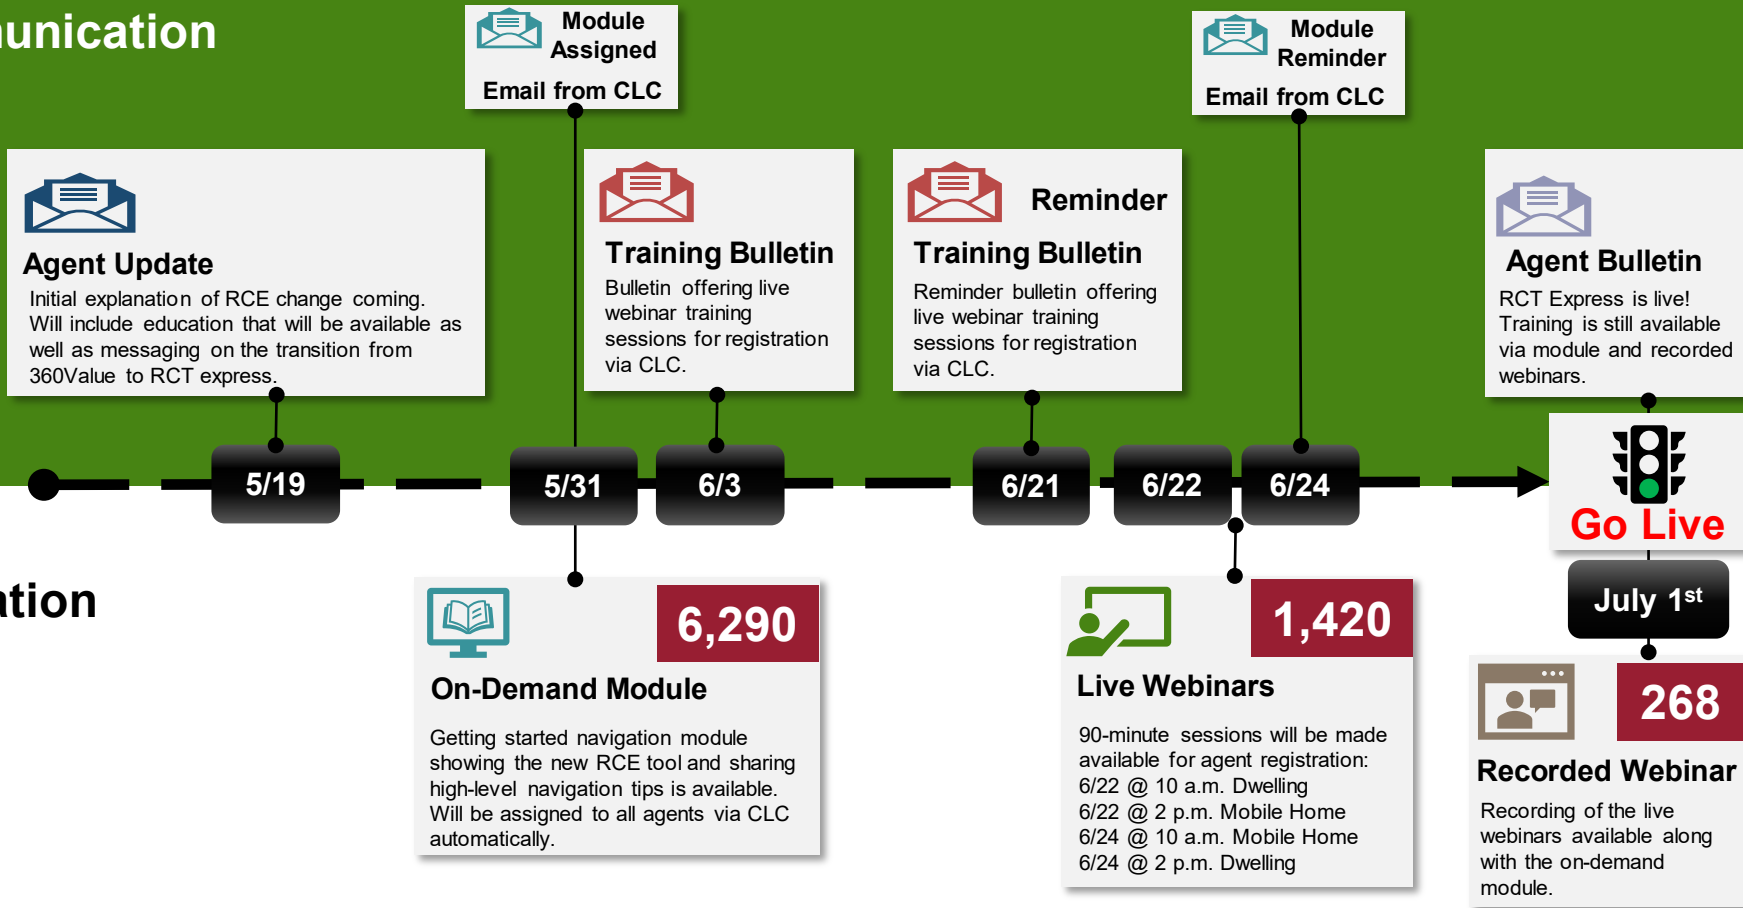 munication
Module
Assigned
Email from CLC
Module
Reminder
Email from CLC
Agent Update
Initial explanation of RCE change coming.
Will include education that will be available as
well as messaging on the transition from
360Value to RCT express.
Training Bulletin
Bulletin offering live
webinar training
sessions for registration
via CLC.
Reminder
Training Bulletin
Reminder bulletin offering
live webinar training
sessions for registration
via CLC.
Agent Bulletin
RCT Express is live!
Training is still available
via module and recorded
webinars.
5/19
5/31
6/3
6/21
6/22
6/24
Go Live
July 1st
ation
6,290
On-Demand Module
Getting started navigation module
showing the new RCE tool and sharing
high-level navigation tips is available.
Will be assigned to all agents via CLC
automatically.
1,420
Live Webinars
90-minute sessions will be made
available for agent registration:
6/22 @ 10 a.m. Dwelling
6/22 @ 2 p.m. Mobile Home
6/24 @ 10 a.m. Mobile Home
6/24 @ 2 p.m. Dwelling
268
Recorded Webinar
Recording of the live
webinars available along
with the on-demand
module.